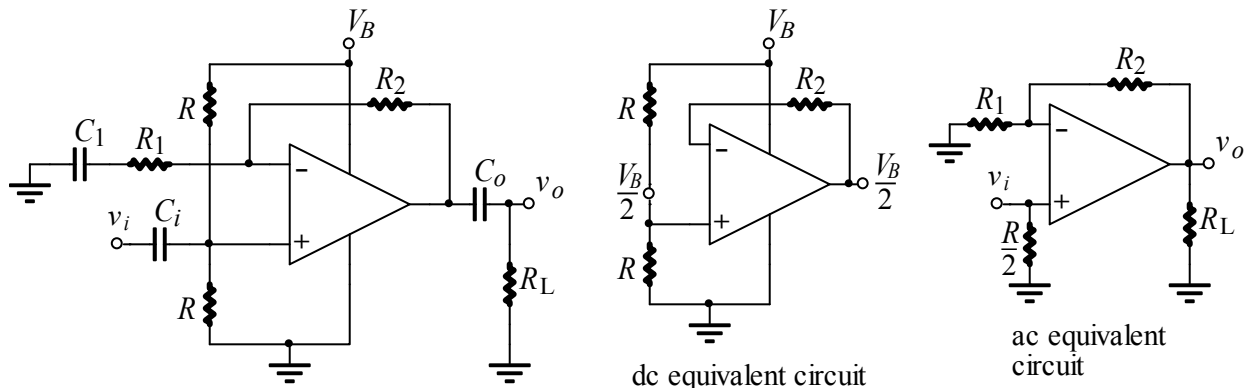 V_B
R
R_2
C_1
R_1
-
C_o
v_o
v_i
C_i
+
R_L
R
V_B
R
R_2
-
V_B/2
V_B/2
+
R
dc equivalent circuit
R_2
R_1
-
v_o
v_i
+
R/2
R_L
ac equivalent
circuit